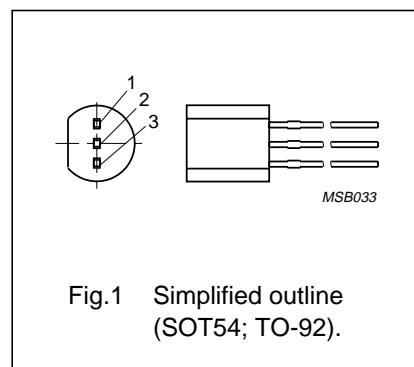 1
2
3
MSB033
Fig.1 Simplified outline
(SOT54; TO-92).